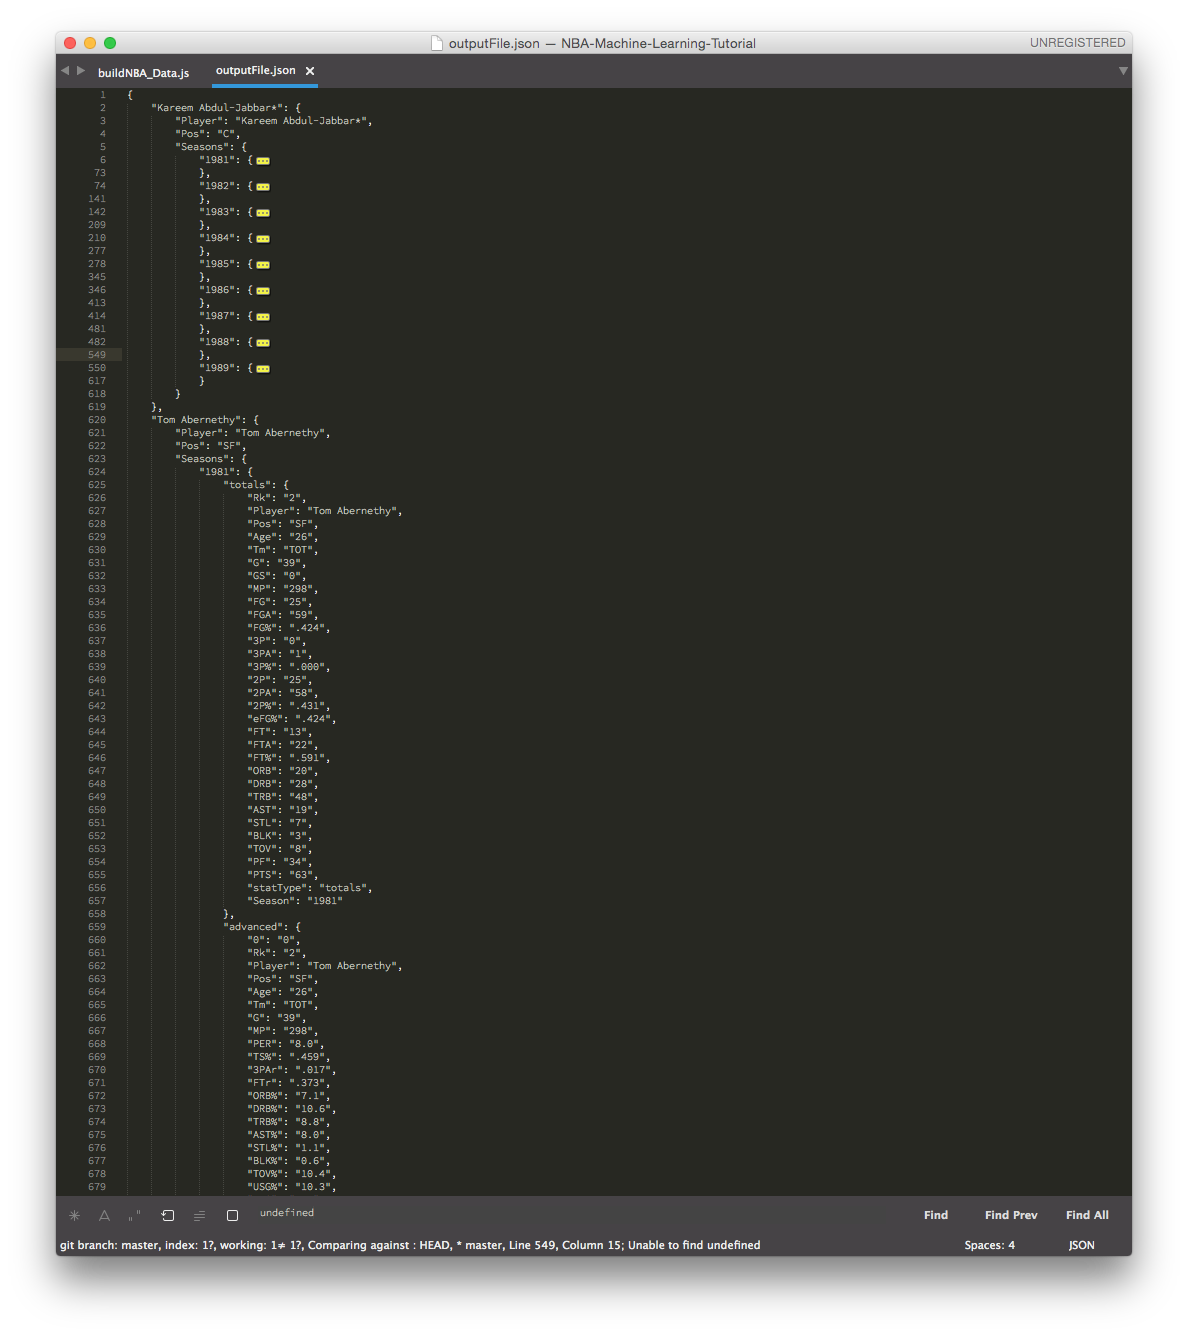 outputFile.json — NBA-Machine-Learning-Tutorial
UNREGISTERED
buildNBA_Data.js
outputFile.json
1 {
2 "Kareem Abdul-Jabbar*": {
3 "Player": "Kareem Abdul-Jabbar*",
4 "Pos": "C",
5 "Seasons": {
6 "1981": {
73 },
74 "1982": {
141 },
142 "1983": {
209 },
210 "1984": {
277 },
278 "1985": {
345 },
346 "1986": {
413 },
414 "1987": {
481 },
482 "1988": {
549 },
550 "1989": {
617 }
618 }
619 },
620 "Tom Abernethy": {
621 "Player": "Tom Abernethy",
622 "Pos": "SF",
623 "Seasons": {
624 "1981": {
625 "totals": {
626 "Rk": "2",
627 "Player": "Tom Abernethy",
628 "Pos": "SF",
629 "Age": "26",
630 "Tm": "TOT",
631 "G": "39",
632 "GS": "0",
633 "MP": "298",
634 "FG": "25",
635 "FGA": "59",
636 "FG%": ".424",
637 "3P": "0",
638 "3PA": "1",
639 "3P%": ".000",
640 "2P": "25",
641 "2PA": "58",
642 "2P%": ".431",
643 "eFG%": ".424",
644 "FT": "13",
645 "FTA": "22",
646 "FT%": ".591",
647 "ORB": "20",
648 "DRB": "28",
649 "TRB": "48",
650 "AST": "19",
651 "STL": "7",
652 "BLK": "3",
653 "TOV": "8",
654 "PF": "34",
655 "PTS": "63",
656 "statType": "totals",
657 "Season": "1981"
658 },
659 "advanced": {
660 "0": "0",
661 "Rk": "2",
662 "Player": "Tom Abernethy",
663 "Pos": "SF",
664 "Age": "26",
665 "Tm": "TOT",
666 "G": "39",
667 "MP": "298",
668 "PER": "8.0",
669 "TS%": ".459",
670 "3PAr": ".017",
671 "FTr": ".373",
672 "ORB%": "7.1",
673 "DRB%": "10.6",
674 "TRB%": "8.8",
675 "AST%": "8.0",
676 "STL%": "1.1",
677 "BLK%": "0.6",
678 "TOV%": "10.4",
679 "USG%": "10.3",
undefined
Find Find Prev Find All
git branch: master, index: 1?, working: 1≠ 1?, Comparing against : HEAD, * master, Line 549, Column 15; Unable to find undefined
Spaces: 4 JSON